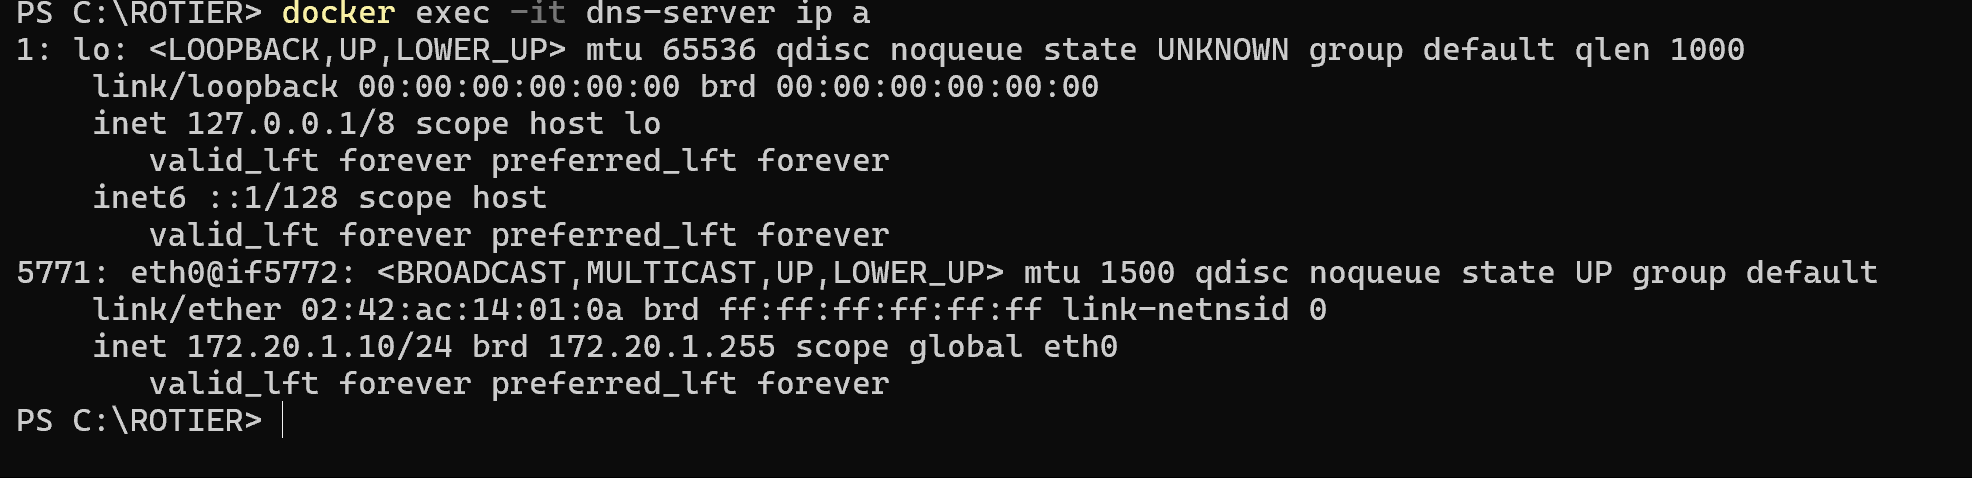 PS C:\ROTIER> docker exec -it dns-server ip a
1: lo: <LOOPBACK,UP,LOWER_UP> mtu 65536 qdisc noqueue state UNKNOWN group default qlen 1000
    link/loopback 00:00:00:00:00:00 brd 00:00:00:00:00:00
    inet 127.0.0.1/8 scope host lo
       valid_lft forever preferred_lft forever
    inet6 ::1/128 scope host
       valid_lft forever preferred_lft forever
5771: eth0@if5772: <BROADCAST,MULTICAST,UP,LOWER_UP> mtu 1500 qdisc noqueue state UP group default
    link/ether 02:42:ac:14:01:0a brd ff:ff:ff:ff:ff:ff link-netnsid 0
    inet 172.20.1.10/24 brd 172.20.1.255 scope global eth0
       valid_lft forever preferred_lft forever
PS C:\ROTIER>